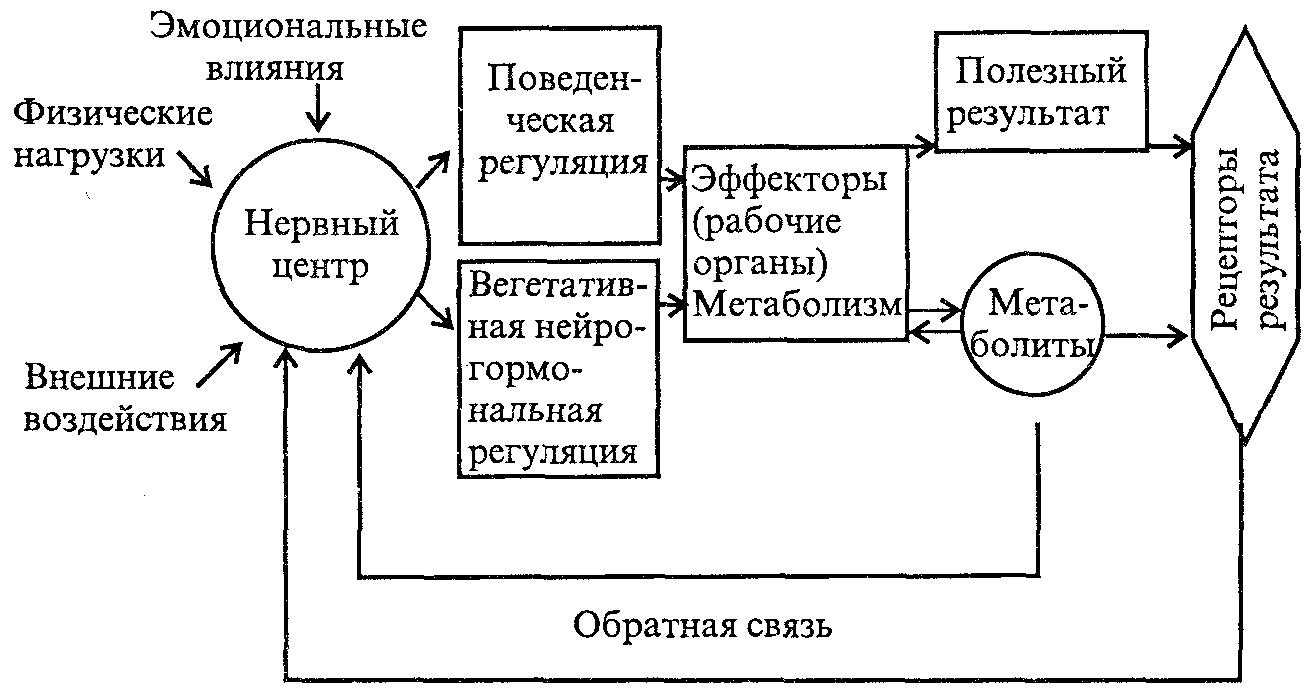 Эмоциональные
влияния
Физические
нагрузки
Внешние
воздействия
Нервный
центр
Поведен-
ческая
регуляция
Вегетатив-
ная нейро-
гормо-
нальная
регуляция
Эффекторы
(рабочие
органы)
Метаболизм
Полезный
результат
Мета-
болиты
Рецепторы
результата
Обратная связь